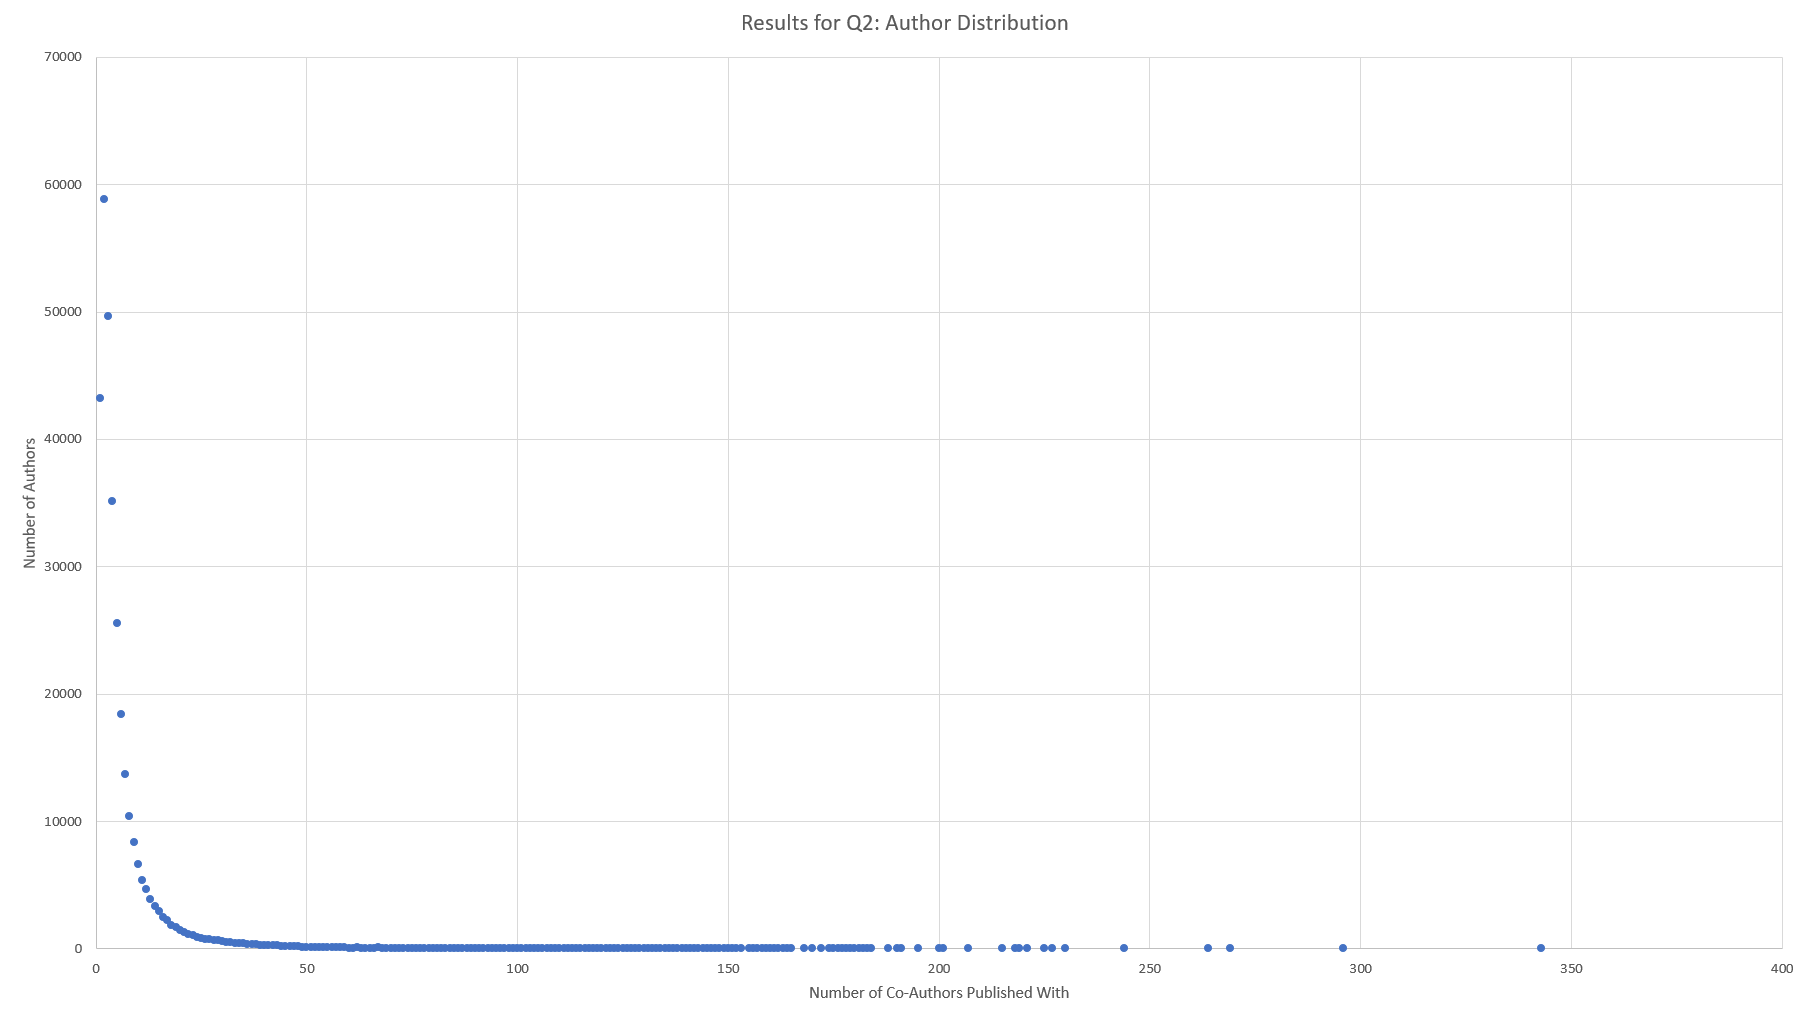 Results for Q2: Author Distribution
70000
60000
50000
40000
30000
20000
10000
0
Number of Authors
0 50 100 150 200 250 300 350 400
Number of Co-Authors Published With